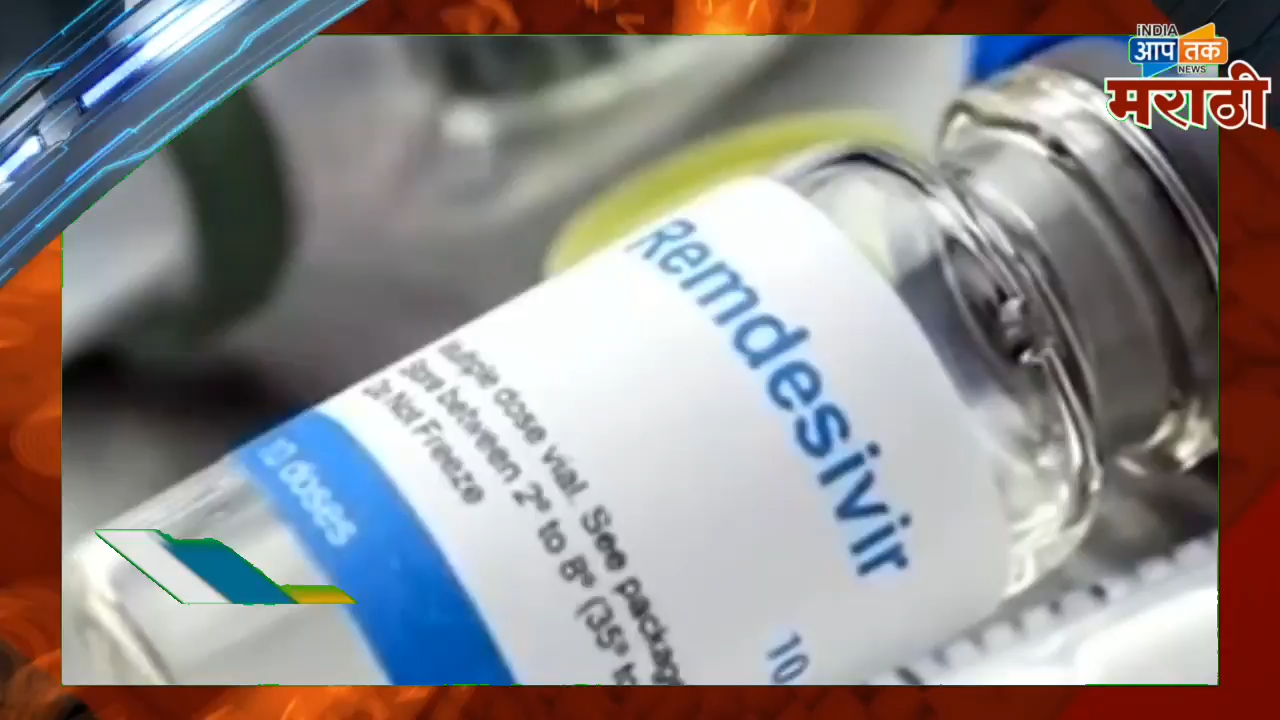 INDIA
आप तक
NEWS
मराठी
Remdesivir
Multiple dose vial. See package
Store between 2° to 8° (35° to
Do Not Freeze
10 doses
10